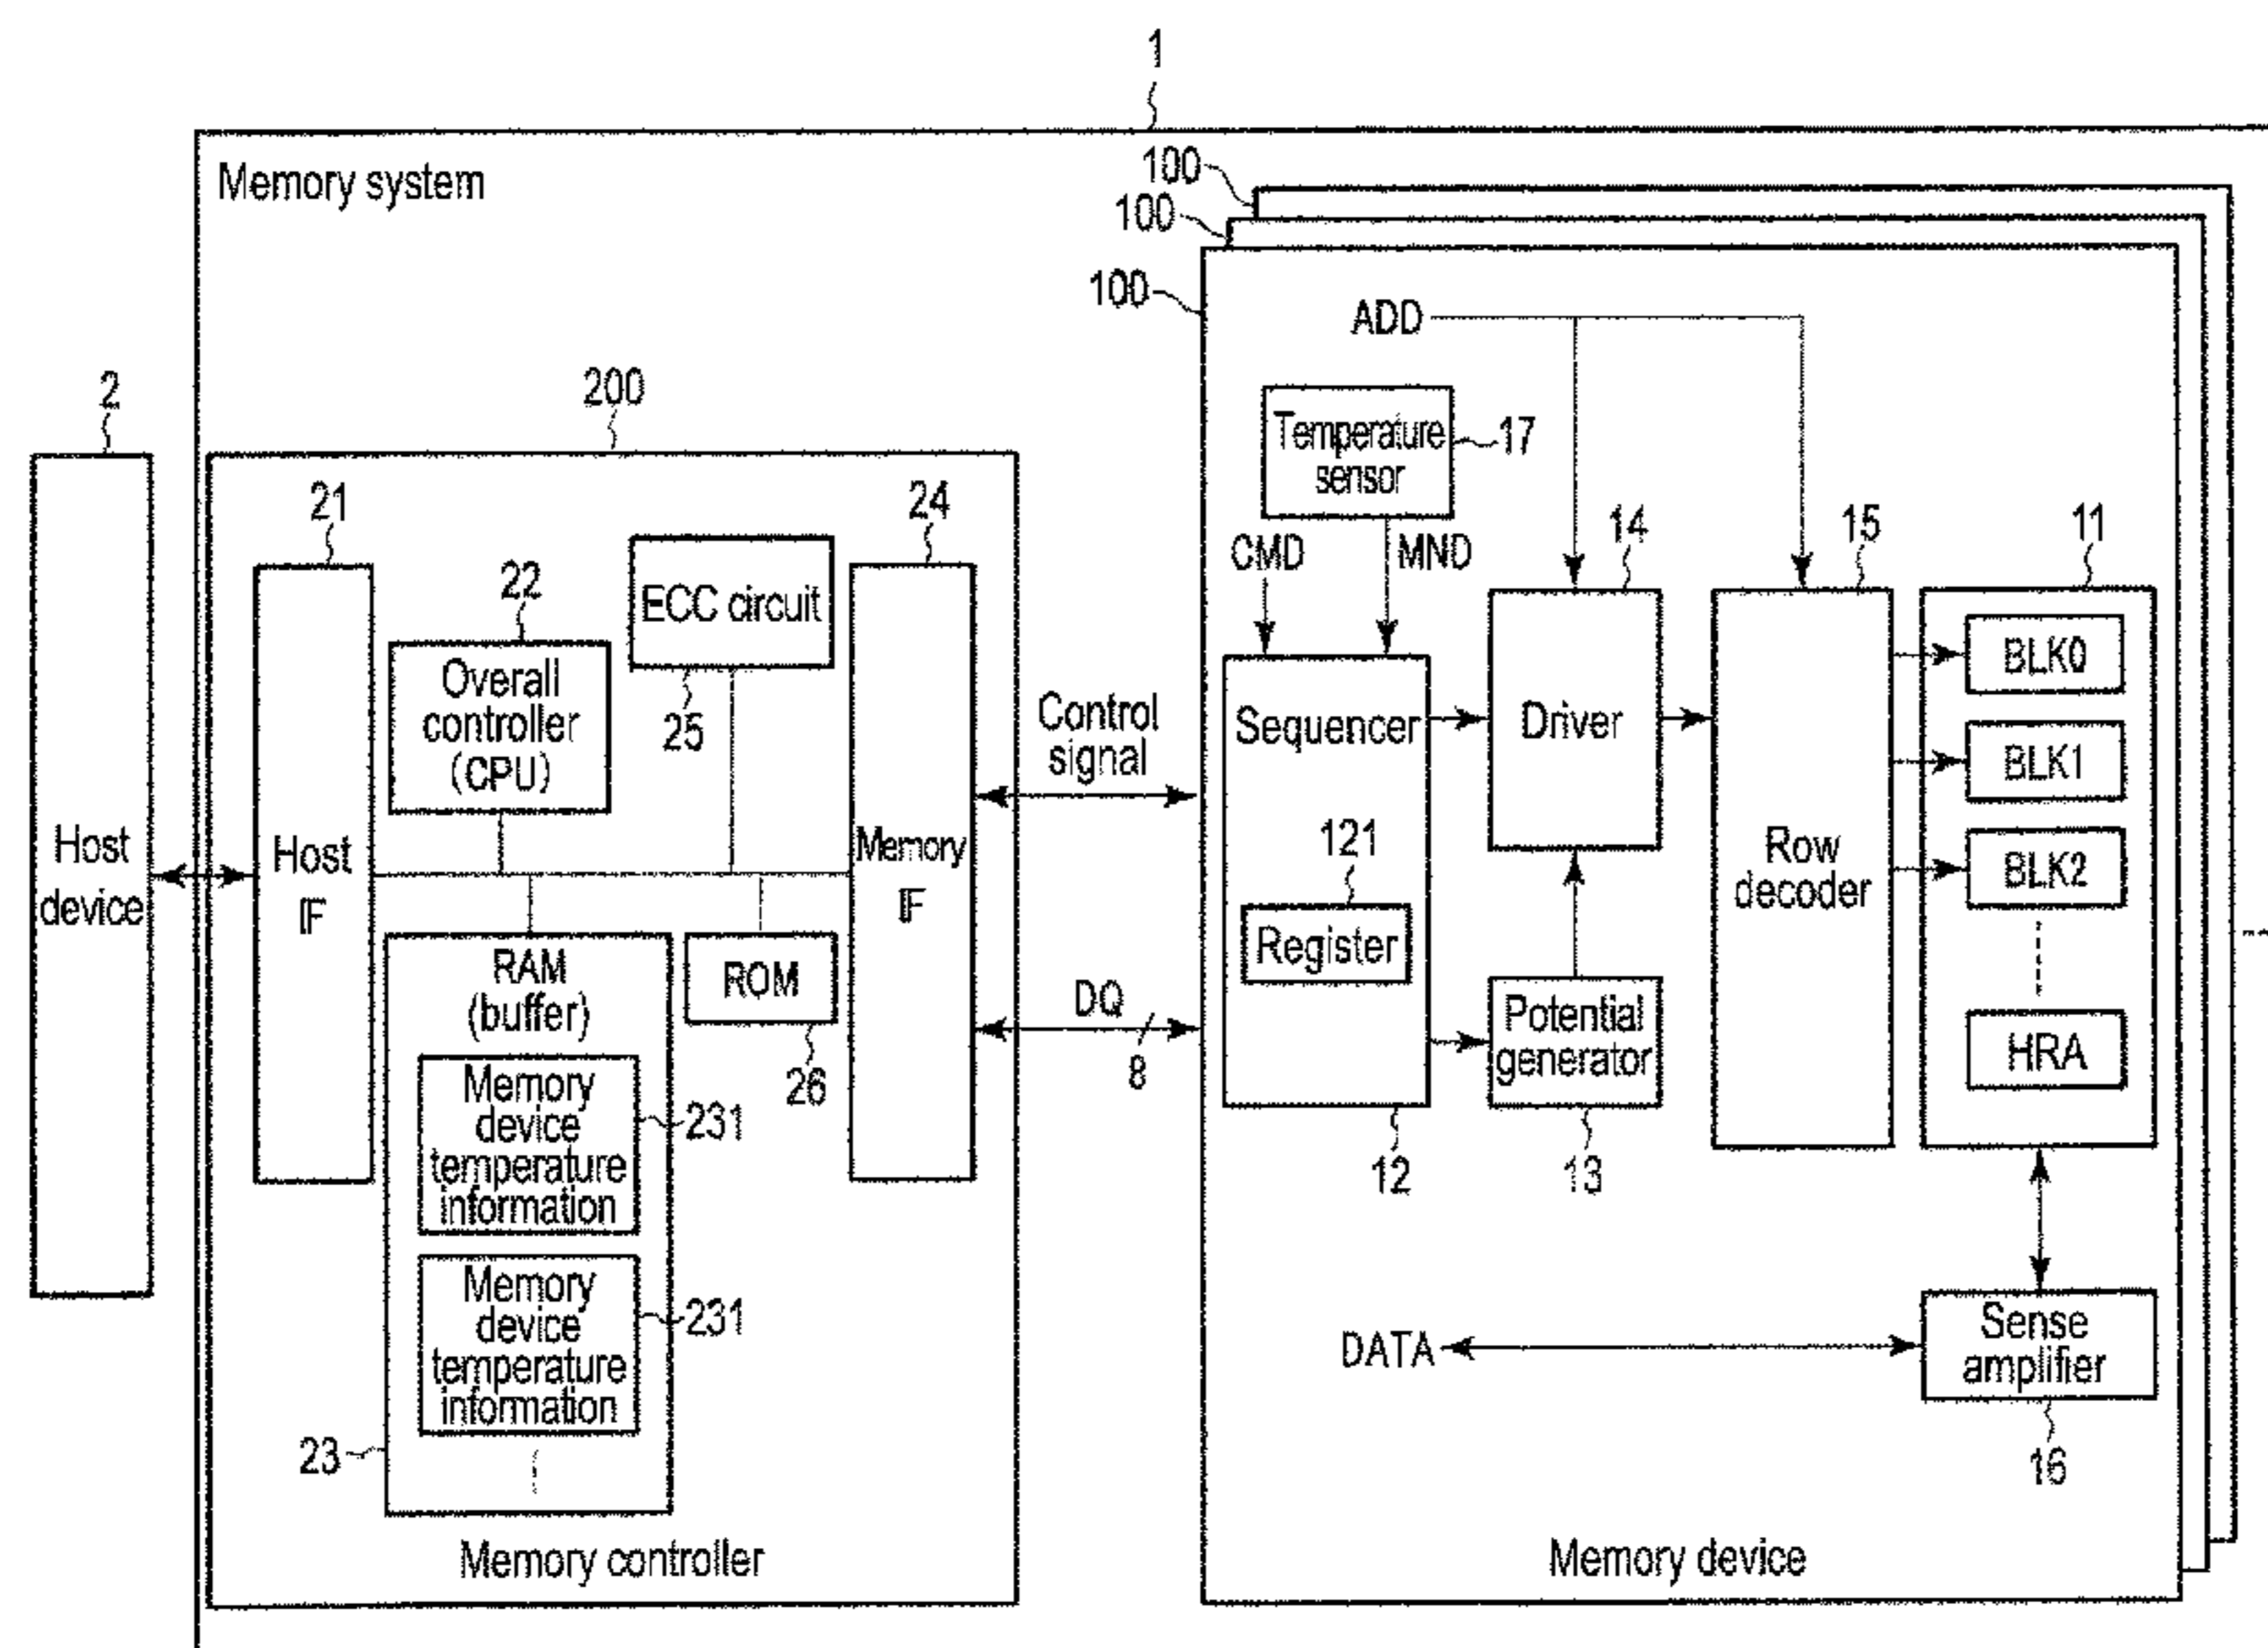 1
Memory system
100
100
100
ADD
2
200
Temperature
sensor
17
21
24
14
15
11
22
ECC circuit
CMD
MND
BLK0
Overall
controller
(CPU)
25
Control
signal
Sequencer
Driver
BLK1
121
Host
device
Host
IF
Memory
IF
Row
decoder
BLK2
Register
RAM
(buffer)
ROM
DQ
8
Potential
generator
HRA
26
Memory
device
temperature
information
231
12
13
Memory
device
temperature
information
231
DATA
Sense
amplifier
23
16
Memory controller
Memory device